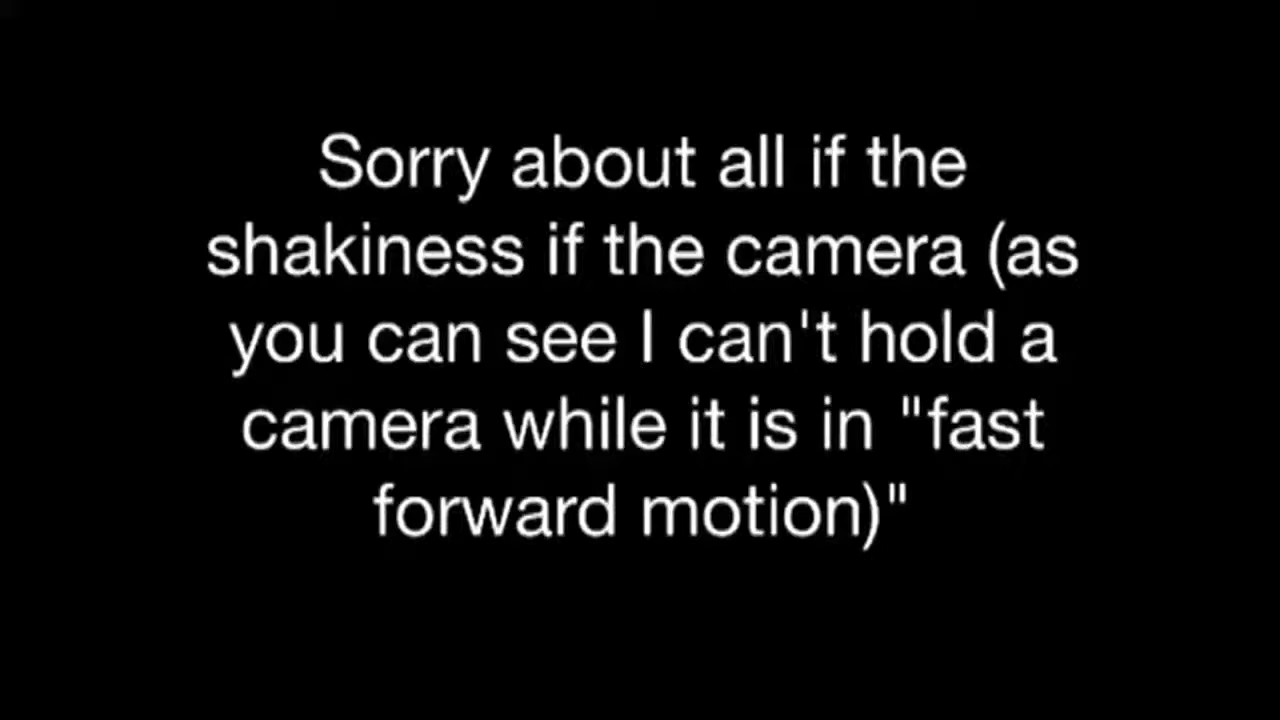 Sorry about all if the
shakiness if the camera (as
you can see I can't hold a
camera while it is in "fast
forward motion)"